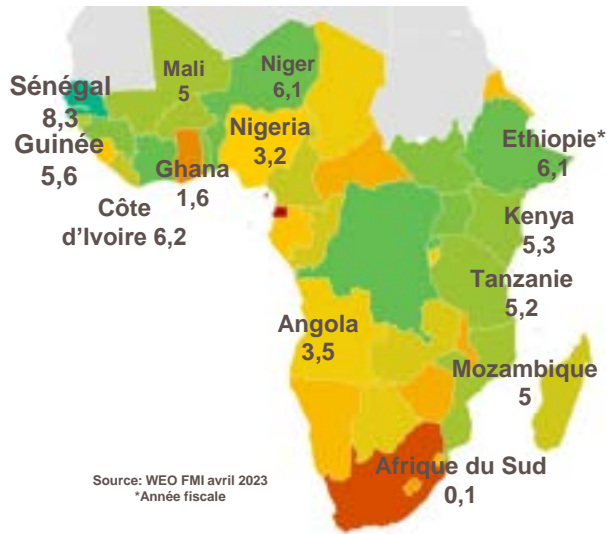 Mali
5
Niger
6,1
Sénégal
8,3
Guinée
5,6
Nigeria
3,2
Ghana
1,6
Côte
d’Ivoire 6,2
Ethiopie*
6,1
Kenya
5,3
Tanzanie
5,2
Angola
3,5
Mozambique
5
Afrique du Sud
0,1
Source: WEO FMI avril 2023
*Année fiscale